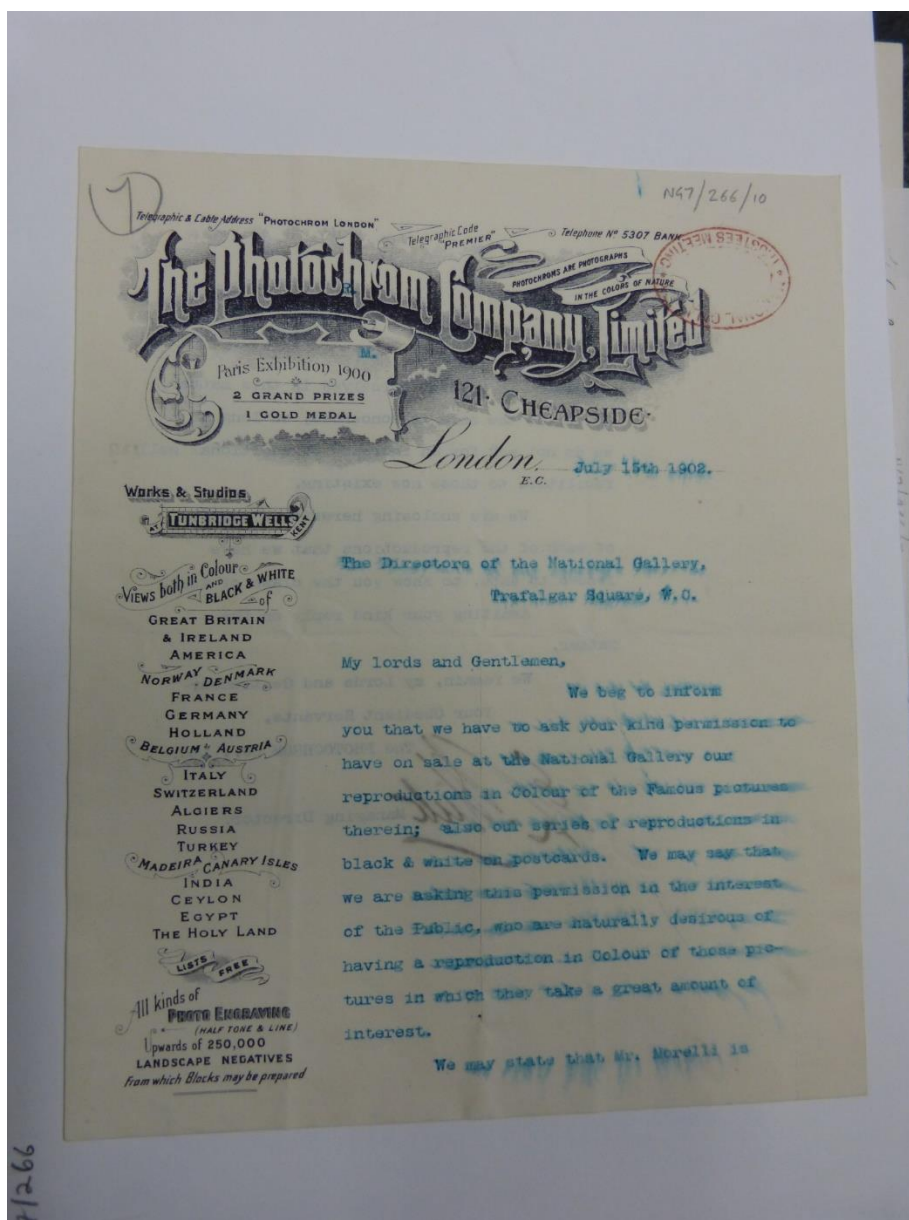 1
NG7/266/10
Telegraphic & Cable Address "PHOTOCHROM LONDON"
Telegraphic Code
"PREMIER"
Telephone Nº 5307 BANK
TRUSTEES MEETING
The Photochrom Company, Limited
PHOTOCHROMS ARE PHOTOGRAPHS
IN THE COLORS OF NATURE
Paris Exhibition 1900
2 GRAND PRIZES
1 GOLD MEDAL
121· CHEAPSIDE·
London,
E.C.
July 15th 1902.
Works & Studios
AT TUNBRIDGE WELLS KENT
Views both in Colour
AND
BLACK & WHITE
of
GREAT BRITAIN
& IRELAND
AMERICA
NORWAY DENMARK
FRANCE
GERMANY
HOLLAND
BELGIUM & AUSTRIA
ITALY
SWITZERLAND
ALGIERS
RUSSIA
TURKEY
MADEIRA CANARY ISLES
INDIA
CEYLON
EGYPT
THE HOLY LAND
LISTS FREE
All kinds of
PHOTO ENGRAVING
(HALF TONE & LINE)
Upwards of 250,000
LANDSCAPE NEGATIVES
From which Blocks may be prepared
The Directors of the National Gallery,
Trafalgar Square, W.C.
My lords and Gentlemen,
We beg to inform
you that we have to ask your kind permission to
have on sale at the National Gallery our
reproductions in Colour of the Famous pictures
therein; also our series of reproductions in
black & white on postcards. We may say that
we are asking this permission in the interest
of the Public, who are naturally desirous of
having a reproduction in Colour of those pic-
tures in which they take a great amount of
interest.
We may state that Mr. Morelli is
7/266